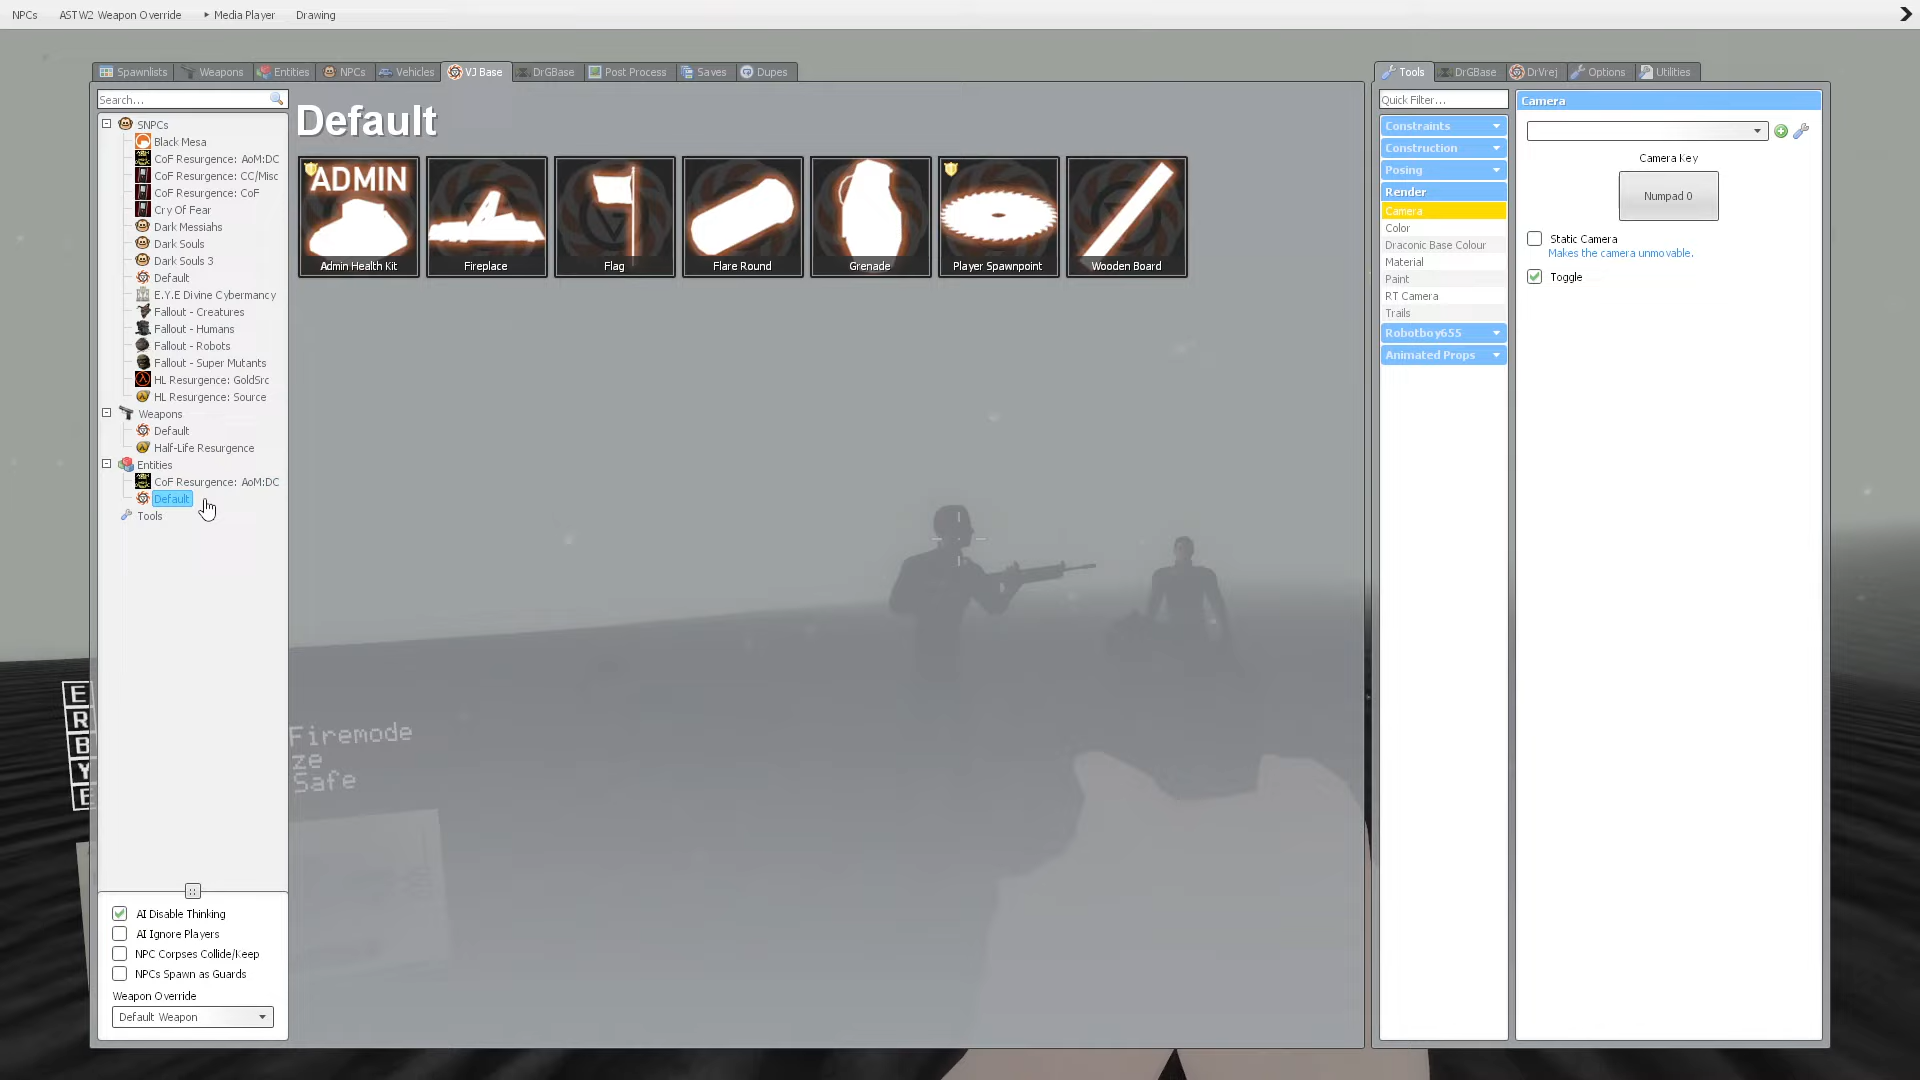 NPCs ASTW2 Weapon Override Media Player Drawing
Spawnlists Weapons Entities NPCs Vehicles VJ Base DrGBase Post Process Saves Dupes
Search...
SNPCs
Black Mesa
CoF Resurgence: AoM:DC
CoF Resurgence: CC/Misc
CoF Resurgence: CoF
Cry Of Fear
Dark Messiahs
Dark Souls
Dark Souls 3
Default
E.Y.E Divine Cybermancy
Fallout - Creatures
Fallout - Humans
Fallout - Robots
Fallout - Super Mutants
HL Resurgence: GoldSrc
HL Resurgence: Source
Weapons
Default
Half-Life Resurgence
Entities
CoF Resurgence: AoM:DC
Default
Tools
AI Disable Thinking
AI Ignore Players
NPC Corpses Collide/Keep
NPCs Spawn as Guards
Weapon Override
Default Weapon
Default
ADMIN
Admin Health Kit
Fireplace
Flag
Flare Round
Grenade
Player Spawnpoint
Wooden Board
E
R
B
Y
E
Firemode
ze
Safe
Tools DrGBase DrVrej Options Utilities
Quick Filter...
Constraints
Construction
Posing
Render
Camera
Color
Draconic Base Colour
Material
Paint
RT Camera
Trails
Robotboy655
Animated Props
Camera
Camera Key
Numpad 0
Static Camera
Makes the camera unmovable.
Toggle